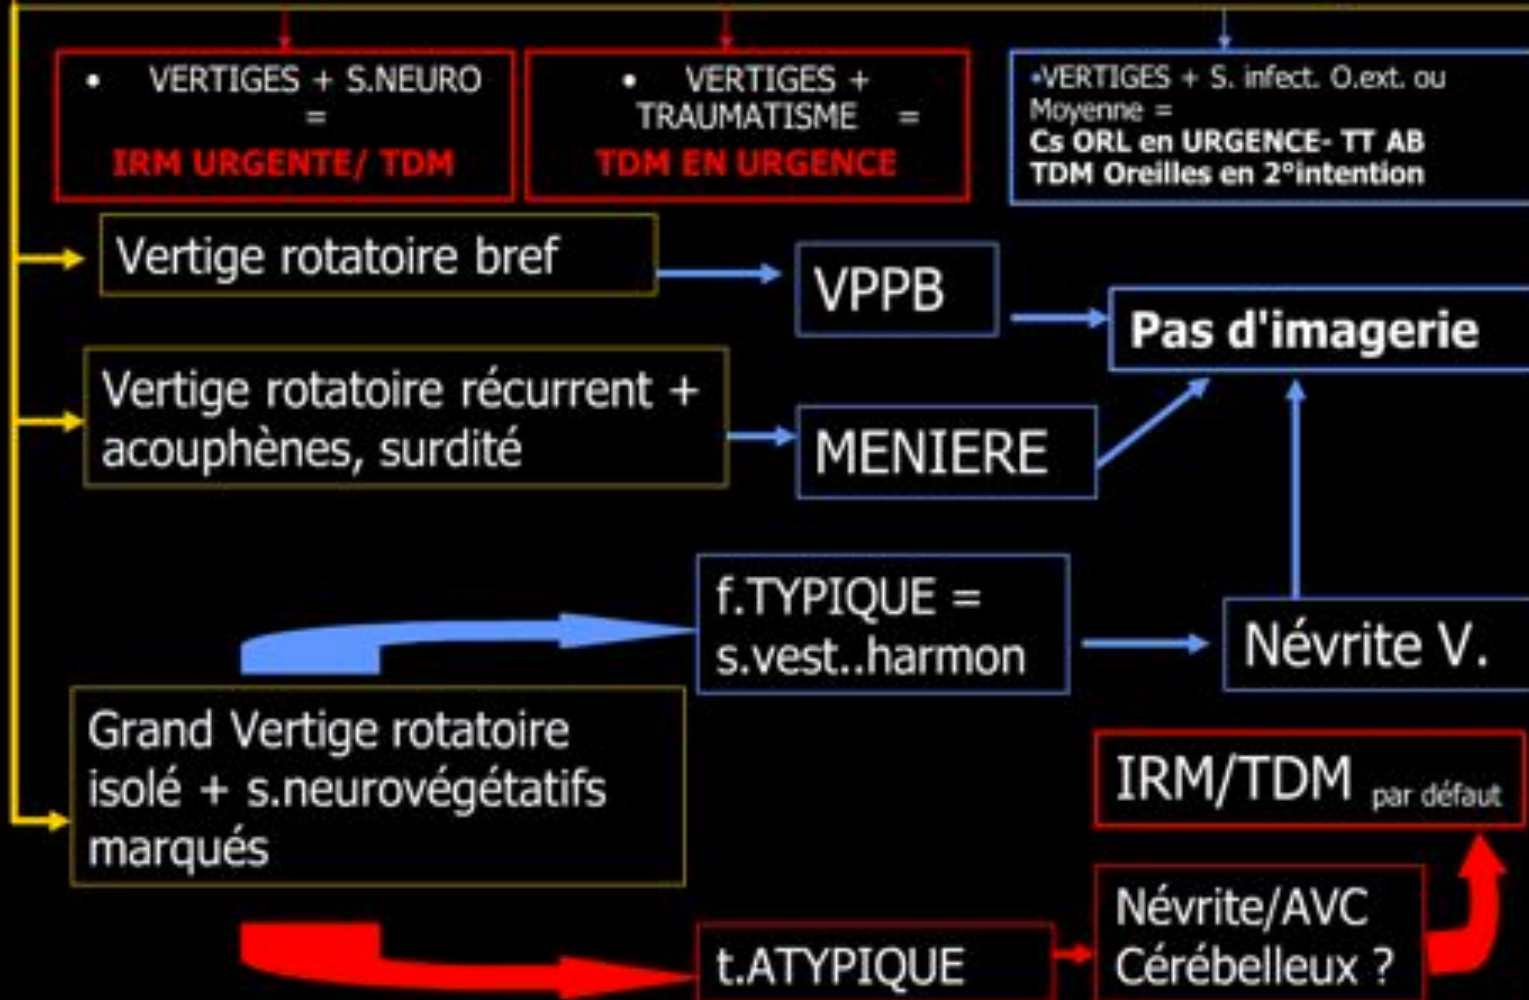 • VERTIGES + S.NEURO
=
IRM URGENTE/ TDM
• VERTIGES +
TRAUMATISME =
TDM EN URGENCE
•VERTIGES + S. infect. O.ext. ou
Moyenne =
Cs ORL en URGENCE- TT AB
TDM Oreilles en 2°intention
Vertige rotatoire bref
VPPB
Pas d'imagerie
Vertige rotatoire récurrent +
acouphènes, surdité
MENIERE
f.TYPIQUE =
s.vest..harmon
Névrite V.
Grand Vertige rotatoire
isolé + s.neurovégétatifs
marqués
IRM/TDM par défaut
t.ATYPIQUE
Névrite/AVC
Cérébelleux ?